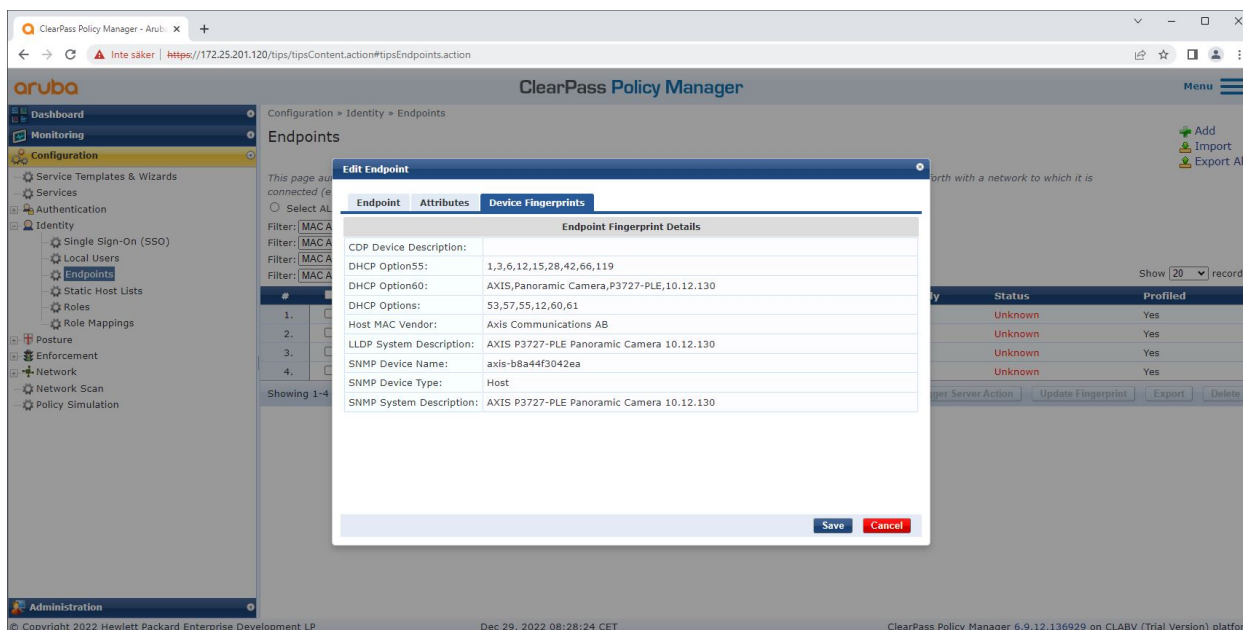 ClearPass Policy Manager - Arub
Inte säker | https://172.25.201.120/tips/tipsContent.action#tipsEndpoints.action
aruba
ClearPass Policy Manager
Menu
Dashboard
Monitoring
Configuration
Service Templates & Wizards
Services
Authentication
Identity
Single Sign-On (SSO)
Local Users
Endpoints
Static Host Lists
Roles
Role Mappings
Posture
Enforcement
Network
Network Scan
Policy Simulation
Administration
Configuration » Identity » Endpoints
Endpoints
Add
Import
Export Al
This page au
orth with a network to which it is
connected (e
Select AL
Filter: MAC A
Filter: MAC A
Filter: MAC A
Filter: MAC A
Show 20 record
# ly Status Profiled
1. Unknown Yes
2. Unknown Yes
3. Unknown Yes
4. Unknown Yes
Showing 1-4
ger Server Action Update Fingerprint Export Delete
Edit Endpoint
Endpoint Attributes Device Fingerprints
Endpoint Fingerprint Details
CDP Device Description:
DHCP Option55: 1,3,6,12,15,28,42,66,119
DHCP Option60: AXIS,Panoramic Camera,P3727-PLE,10.12.130
DHCP Options: 53,57,55,12,60,61
Host MAC Vendor: Axis Communications AB
LLDP System Description: AXIS P3727-PLE Panoramic Camera 10.12.130
SNMP Device Name: axis-b8a44f3042ea
SNMP Device Type: Host
SNMP System Description: AXIS P3727-PLE Panoramic Camera 10.12.130
Save Cancel
© Copyright 2022 Hewlett Packard Enterprise Development LP
Dec 29, 2022 08:28:24 CET
ClearPass Policy Manager 6.9.12.136929 on CLABV (Trial Version) platfor